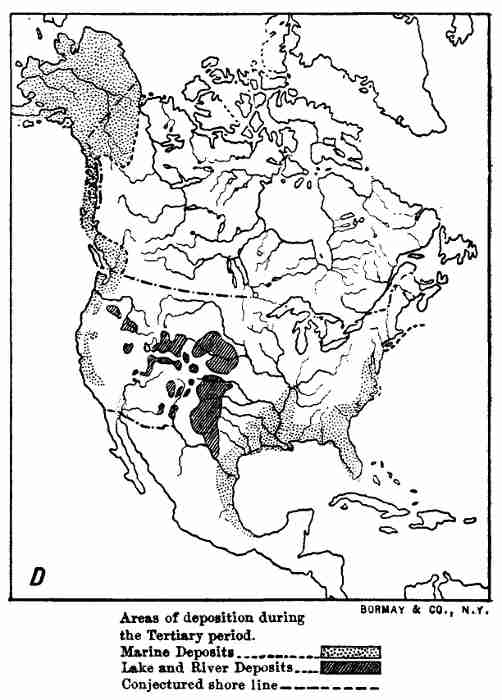 D
BORMAY & CO., N.Y.
Areas of deposition during
the Tertiary period.
Marine Deposits
Lake and River Deposits
Conjectured shore line